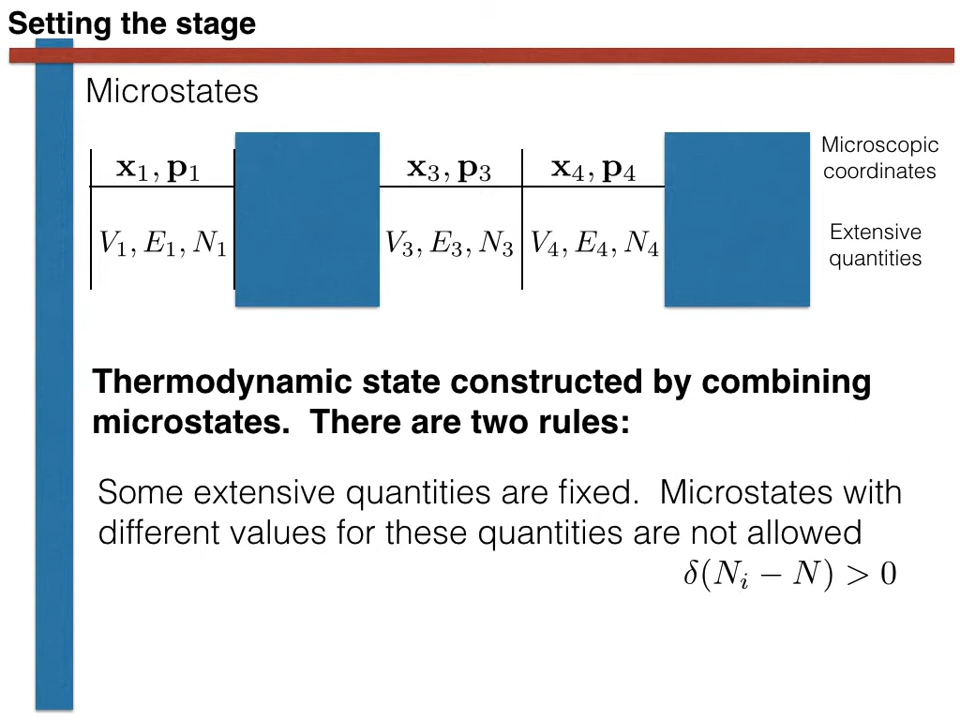 Setting the stage
Microstates
x₁, p₁ x₃, p₃ x₄, p₄ Microscopic coordinates
V₁, E₁, N₁ V₃, E₃, N₃ V₄, E₄, N₄ Extensive quantities
Thermodynamic state constructed by combining
microstates. There are two rules:
Some extensive quantities are fixed. Microstates with
different values for these quantities are not allowed
δ(Nᵢ − N) > 0